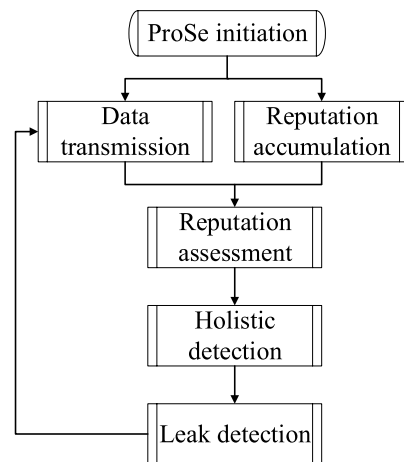 ProSe initiation
Data
transmission
Reputation
accumulation
Reputation
assessment
Holistic
detection
Leak detection